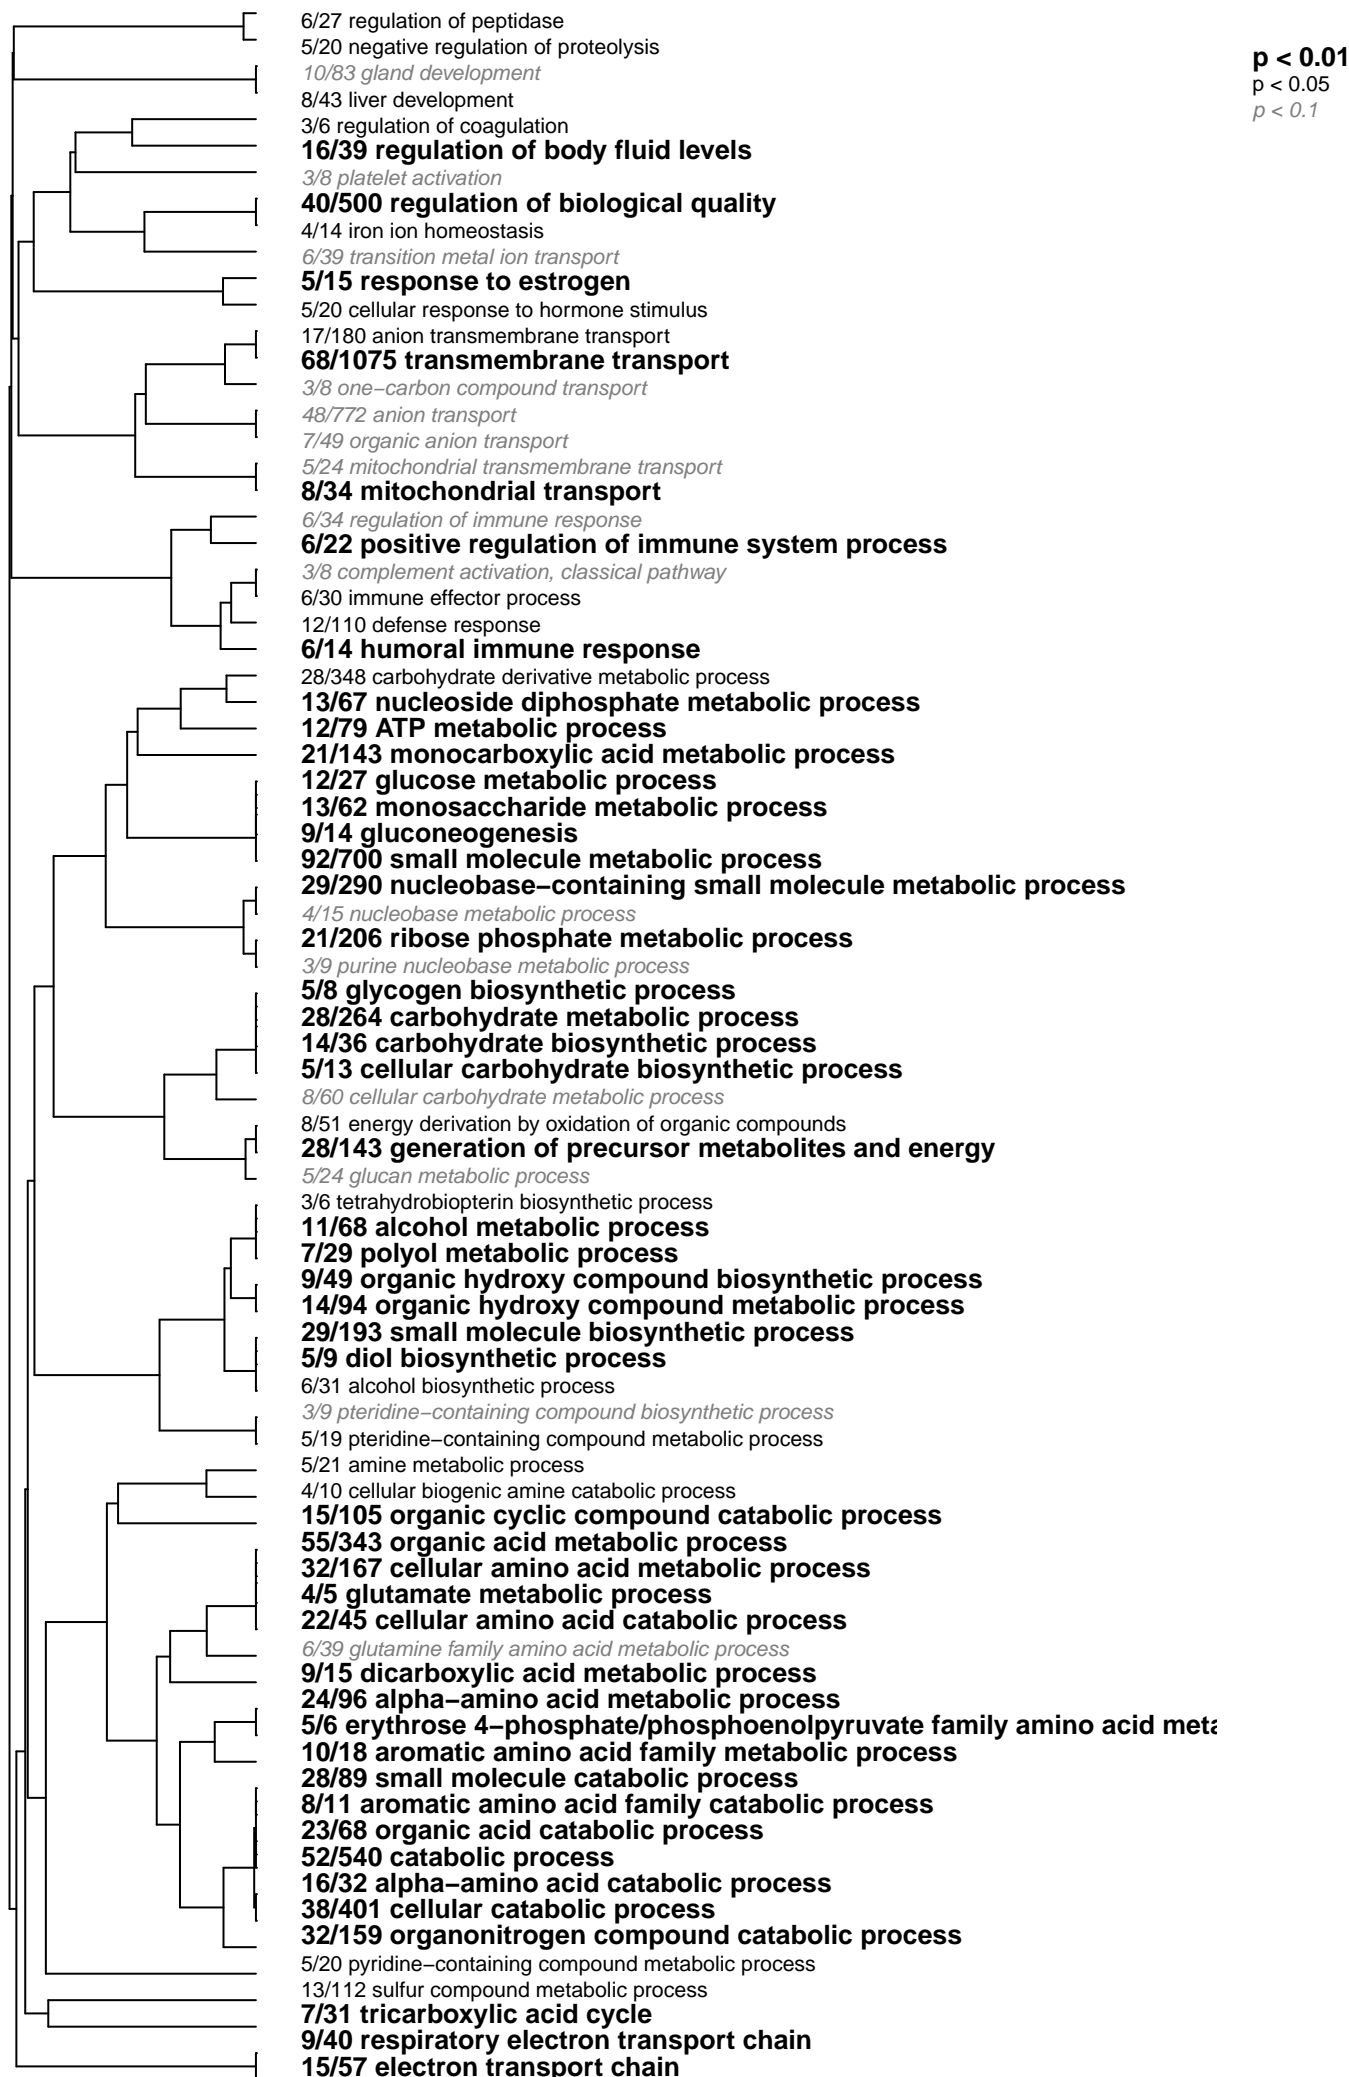 6/27 regulation of peptidase
5/20 negative regulation of proteolysis
10/83 gland development
8/43 liver development
3/6 regulation of coagulation
16/39 regulation of body fluid levels
3/8 platelet activation
40/500 regulation of biological quality
4/14 iron ion homeostasis
6/39 transition metal ion transport
5/15 response to estrogen
5/20 cellular response to hormone stimulus
17/180 anion transmembrane transport
68/1075 transmembrane transport
3/8 one−carbon compound transport
48/772 anion transport
7/49 organic anion transport
5/24 mitochondrial transmembrane transport
8/34 mitochondrial transport
6/34 regulation of immune response
6/22 positive regulation of immune system process
3/8 complement activation, classical pathway
6/30 immune effector process
12/110 defense response
6/14 humoral immune response
28/348 carbohydrate derivative metabolic process
13/67 nucleoside diphosphate metabolic process
12/79 ATP metabolic process
21/143 monocarboxylic acid metabolic process
12/27 glucose metabolic process
13/62 monosaccharide metabolic process
9/14 gluconeogenesis
92/700 small molecule metabolic process
29/290 nucleobase−containing small molecule metabolic process
4/15 nucleobase metabolic process
21/206 ribose phosphate metabolic process
3/9 purine nucleobase metabolic process
5/8 glycogen biosynthetic process
28/264 carbohydrate metabolic process
14/36 carbohydrate biosynthetic process
5/13 cellular carbohydrate biosynthetic process
8/60 cellular carbohydrate metabolic process
8/51 energy derivation by oxidation of organic compounds
28/143 generation of precursor metabolites and energy
5/24 glucan metabolic process
3/6 tetrahydrobiopterin biosynthetic process
11/68 alcohol metabolic process
7/29 polyol metabolic process
9/49 organic hydroxy compound biosynthetic process
14/94 organic hydroxy compound metabolic process
29/193 small molecule biosynthetic process
5/9 diol biosynthetic process
6/31 alcohol biosynthetic process
3/9 pteridine−containing compound biosynthetic process
5/19 pteridine−containing compound metabolic process
5/21 amine metabolic process
4/10 cellular biogenic amine catabolic process
15/105 organic cyclic compound catabolic process
55/343 organic acid metabolic process
32/167 cellular amino acid metabolic process
4/5 glutamate metabolic process
22/45 cellular amino acid catabolic process
6/39 glutamine family amino acid metabolic process
9/15 dicarboxylic acid metabolic process
24/96 alpha−amino acid metabolic process
5/6 erythrose 4−phosphate/phosphoenolpyruvate family amino acid meta
10/18 aromatic amino acid family metabolic process
28/89 small molecule catabolic process
8/11 aromatic amino acid family catabolic process
23/68 organic acid catabolic process
52/540 catabolic process
16/32 alpha−amino acid catabolic process
38/401 cellular catabolic process
32/159 organonitrogen compound catabolic process
5/20 pyridine−containing compound metabolic process
13/112 sulfur compound metabolic process
7/31 tricarboxylic acid cycle
9/40 respiratory electron transport chain
15/57 electron transport chain
p < 0.01
p < 0.05
p < 0.1